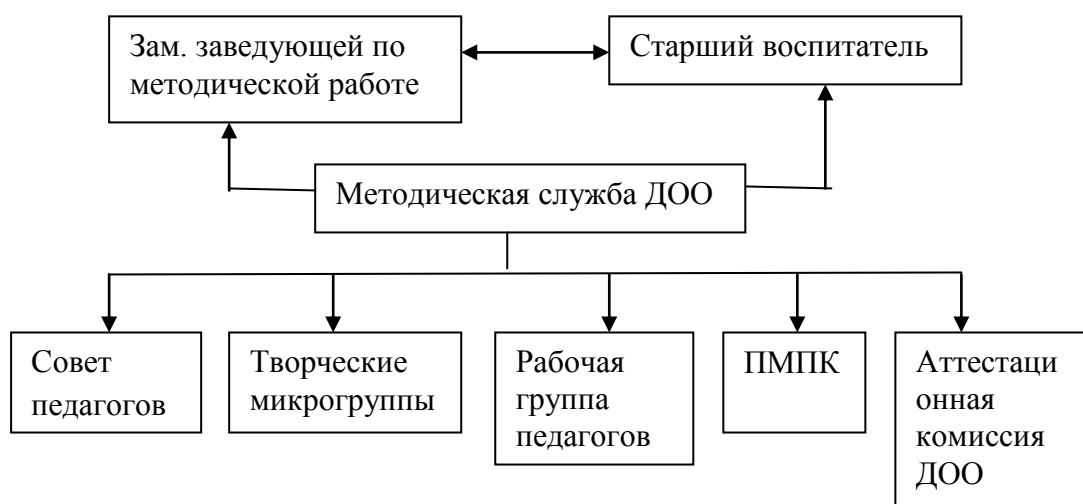 Зам. заведующей по
методической работе
Старший воспитатель
Методическая служба ДОО
Совет
педагогов
Творческие
микрогруппы
Рабочая
группа
педагогов
ПМПК
Аттестаци
онная
комиссия
ДОО